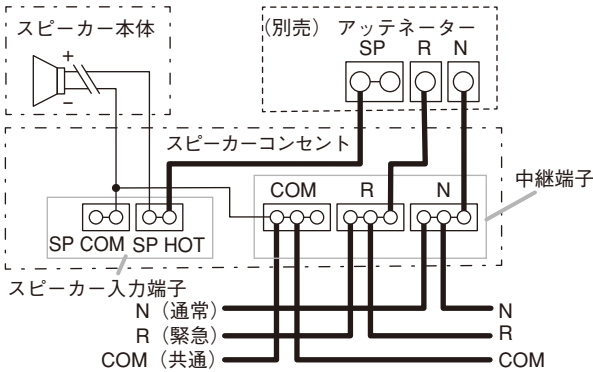 スピーカー本体
+
−
(別売) アッテネーター
SP R N
スピーカーコンセント
中継端子
COM R N
SP COM SP HOT
スピーカー入力端子
N(通常) N
R(緊急) R
COM(共通) COM